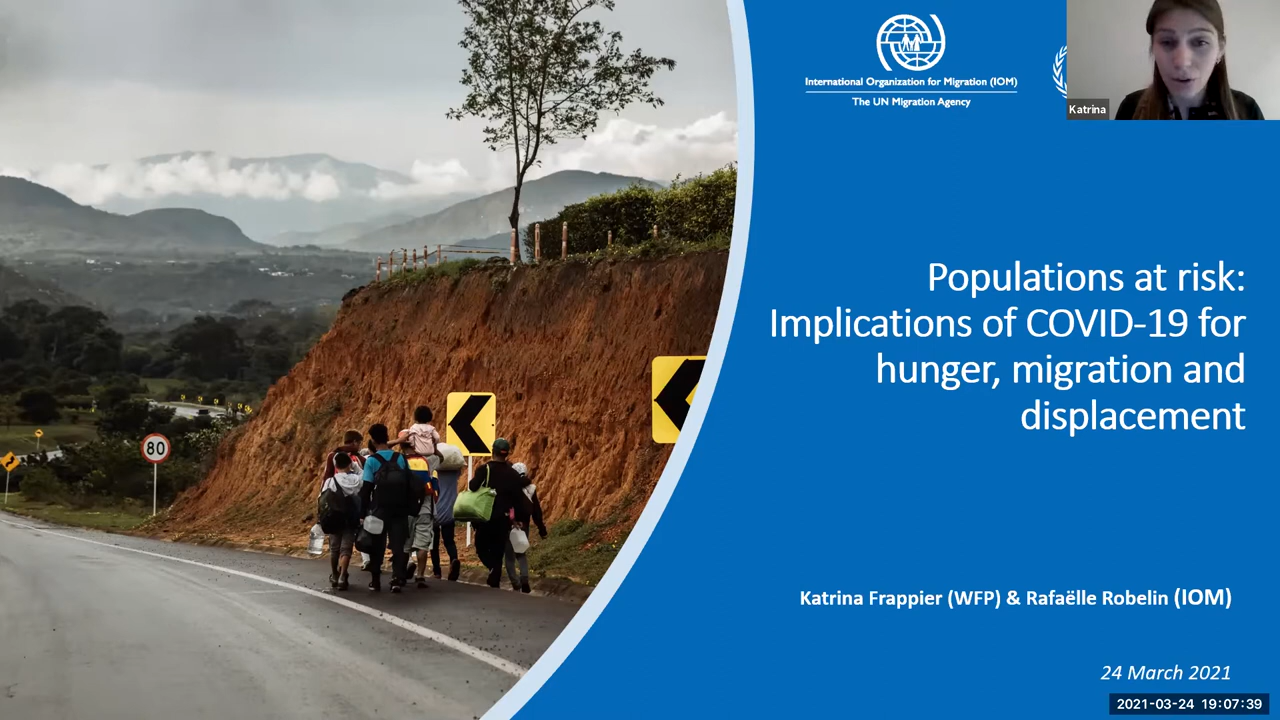 International Organization for Migration (IOM)
The UN Migration Agency
Katrina
Populations at risk:
Implications of COVID-19 for
hunger, migration and
displacement
80
Katrina Frappier (WFP) & Rafaëlle Robelin (IOM)
24 March 2021
2021-03-24 19:07:39